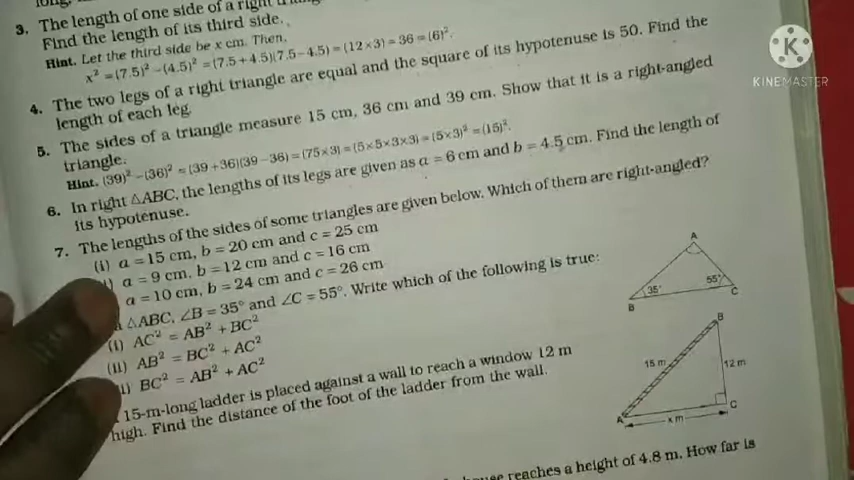 long,
3. The length of one side of a right
Find the length of its third side.
Hint. Let the third side be x cm. Then,
x² = (7.5)² − (4.5)² = (7.5 + 4.5)(7.5 − 4.5) = (12 × 3) = 36 = (6)².
4. The two legs of a right triangle are equal and the square of its hypotenuse is 50. Find the
length of each leg.
5. The sides of a triangle measure 15 cm, 36 cm and 39 cm. Show that it is a right-angled
triangle.
Hint. (39)² − (36)² = (39 + 36)(39 − 36) = (75 × 3) = (5 × 5 × 3 × 3) = (5 × 3)² = (15)².
6. In right △ABC, the lengths of its legs are given as a = 6 cm and b = 4.5 cm. Find the length of
its hypotenuse.
7. The lengths of the sides of some triangles are given below. Which of them are right-angled?
(i) a = 15 cm, b = 20 cm and c = 25 cm
a = 9 cm, b = 12 cm and c = 16 cm
a = 10 cm, b = 24 cm and c = 26 cm
△ABC, ∠B = 35° and ∠C = 55°. Write which of the following is true:
(i) AC² = AB² + BC²
(ii) AB² = BC² + AC²
BC² = AB² + AC²
15-m-long ladder is placed against a wall to reach a window 12 m
high. Find the distance of the foot of the ladder from the wall.
reaches a height of 4.8 m. How far is
A
35°
55°
B
C
B
15 m
12 m
A
x m
C
K
KINEMASTER